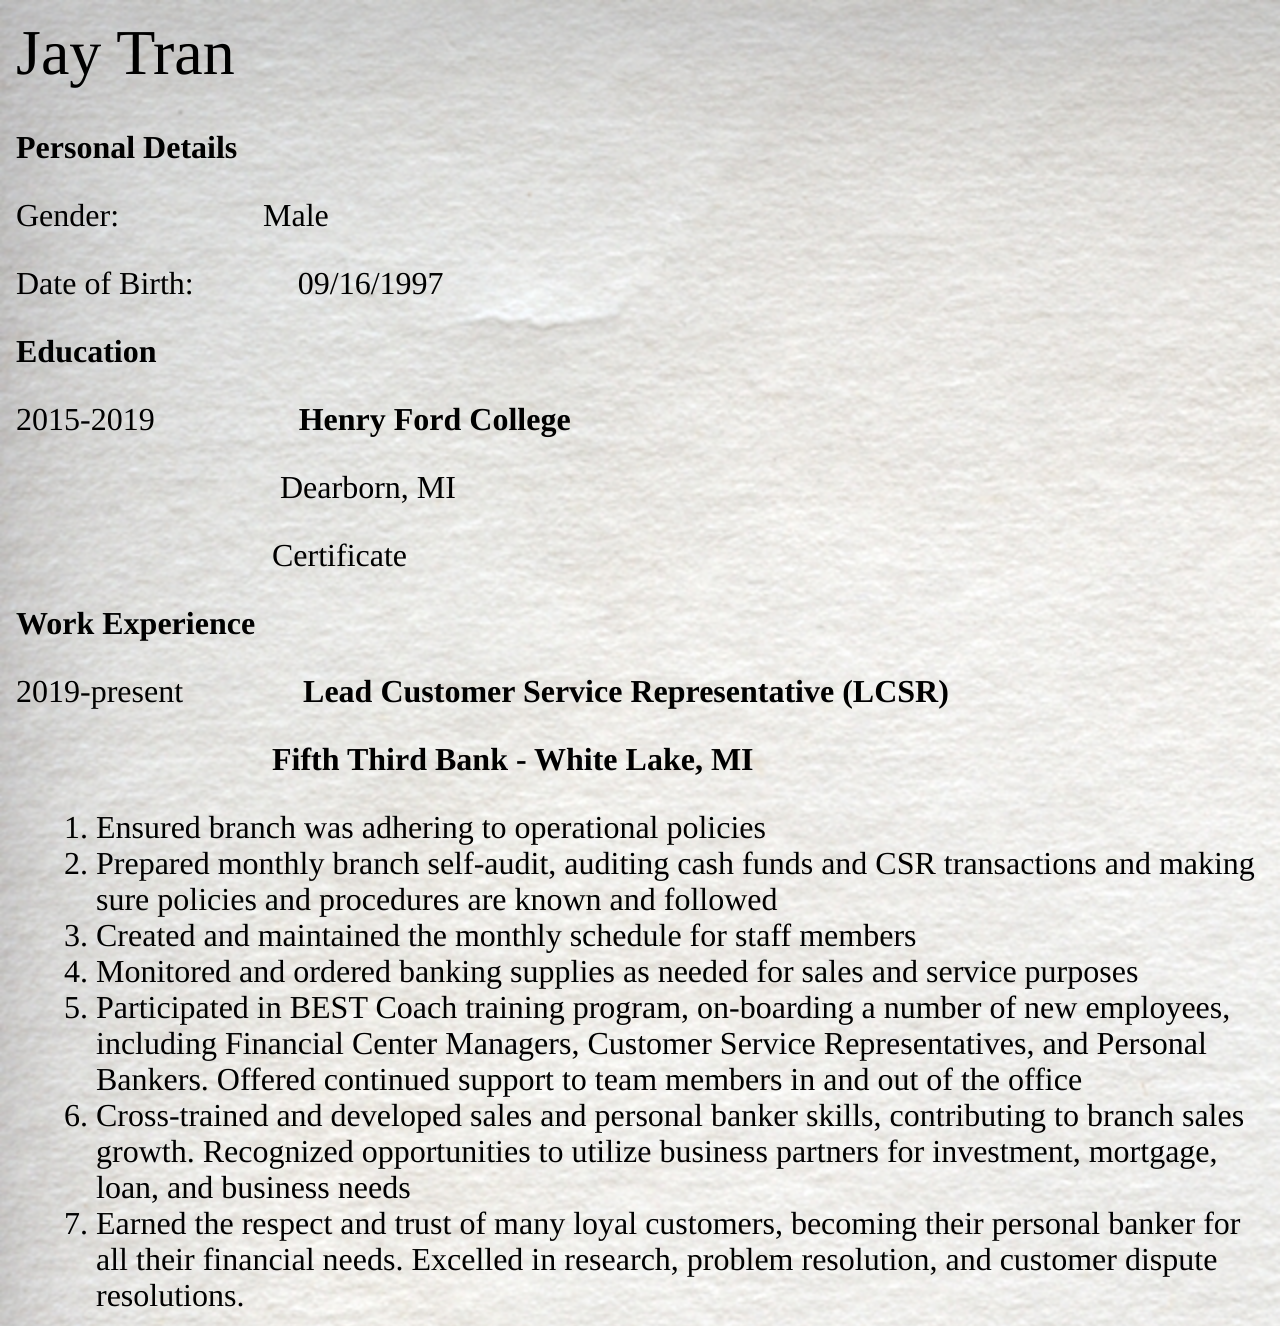 Jay Tran
Personal Details
Gender: Male
Date of Birth: 09/16/1997
Education
2015-2019 Henry Ford College
Dearborn, MI
Certificate
Work Experience
2019-present Lead Customer Service Representative (LCSR)
Fifth Third Bank - White Lake, MI
1. Ensured branch was adhering to operational policies
2. Prepared monthly branch self-audit, auditing cash funds and CSR transactions and making
sure policies and procedures are known and followed
3. Created and maintained the monthly schedule for staff members
4. Monitored and ordered banking supplies as needed for sales and service purposes
5. Participated in BEST Coach training program, on-boarding a number of new employees,
including Financial Center Managers, Customer Service Representatives, and Personal
Bankers. Offered continued support to team members in and out of the office
6. Cross-trained and developed sales and personal banker skills, contributing to branch sales
growth. Recognized opportunities to utilize business partners for investment, mortgage,
loan, and business needs
7. Earned the respect and trust of many loyal customers, becoming their personal banker for
all their financial needs. Excelled in research, problem resolution, and customer dispute
resolutions.